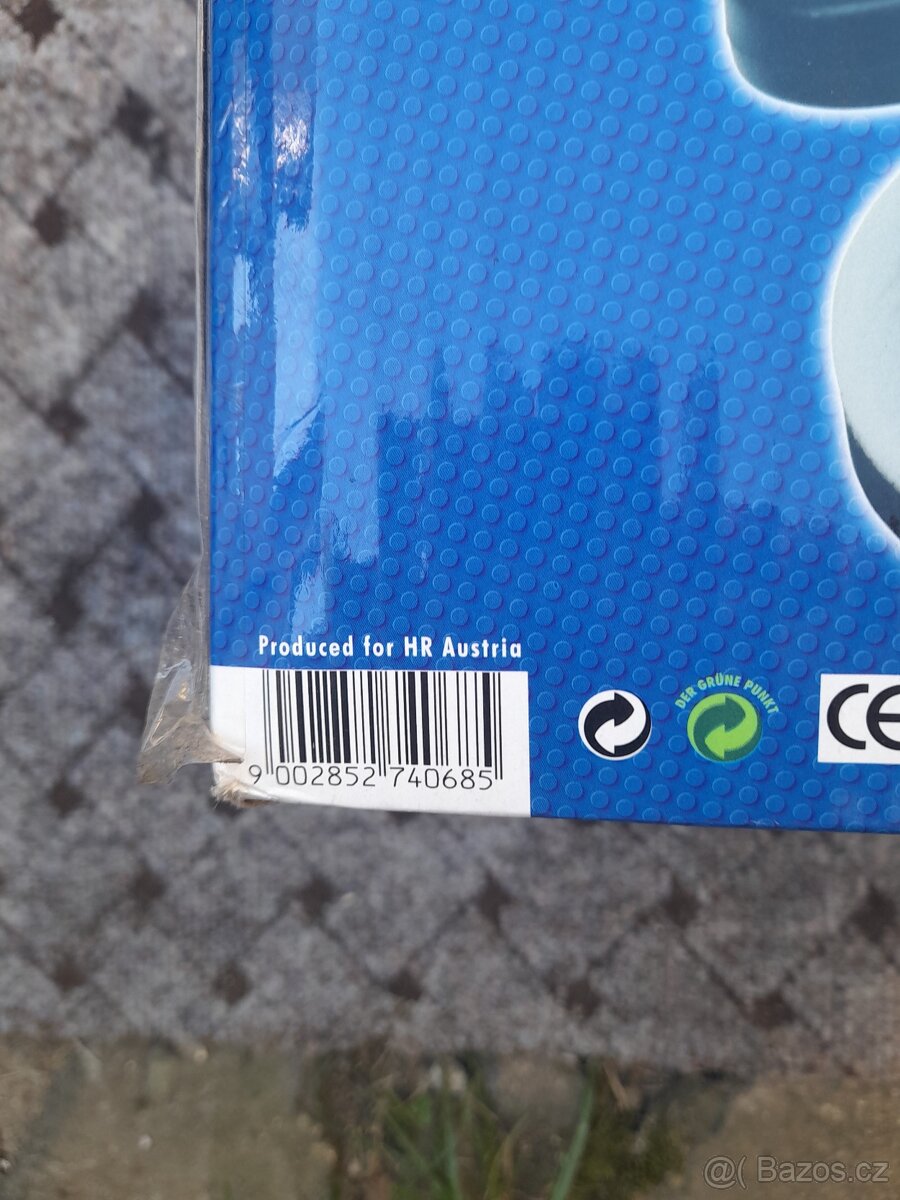 Produced for HR Austria
9 002852 740685
DER GRÜNE PUNKT
CE
@( Bazos.cz